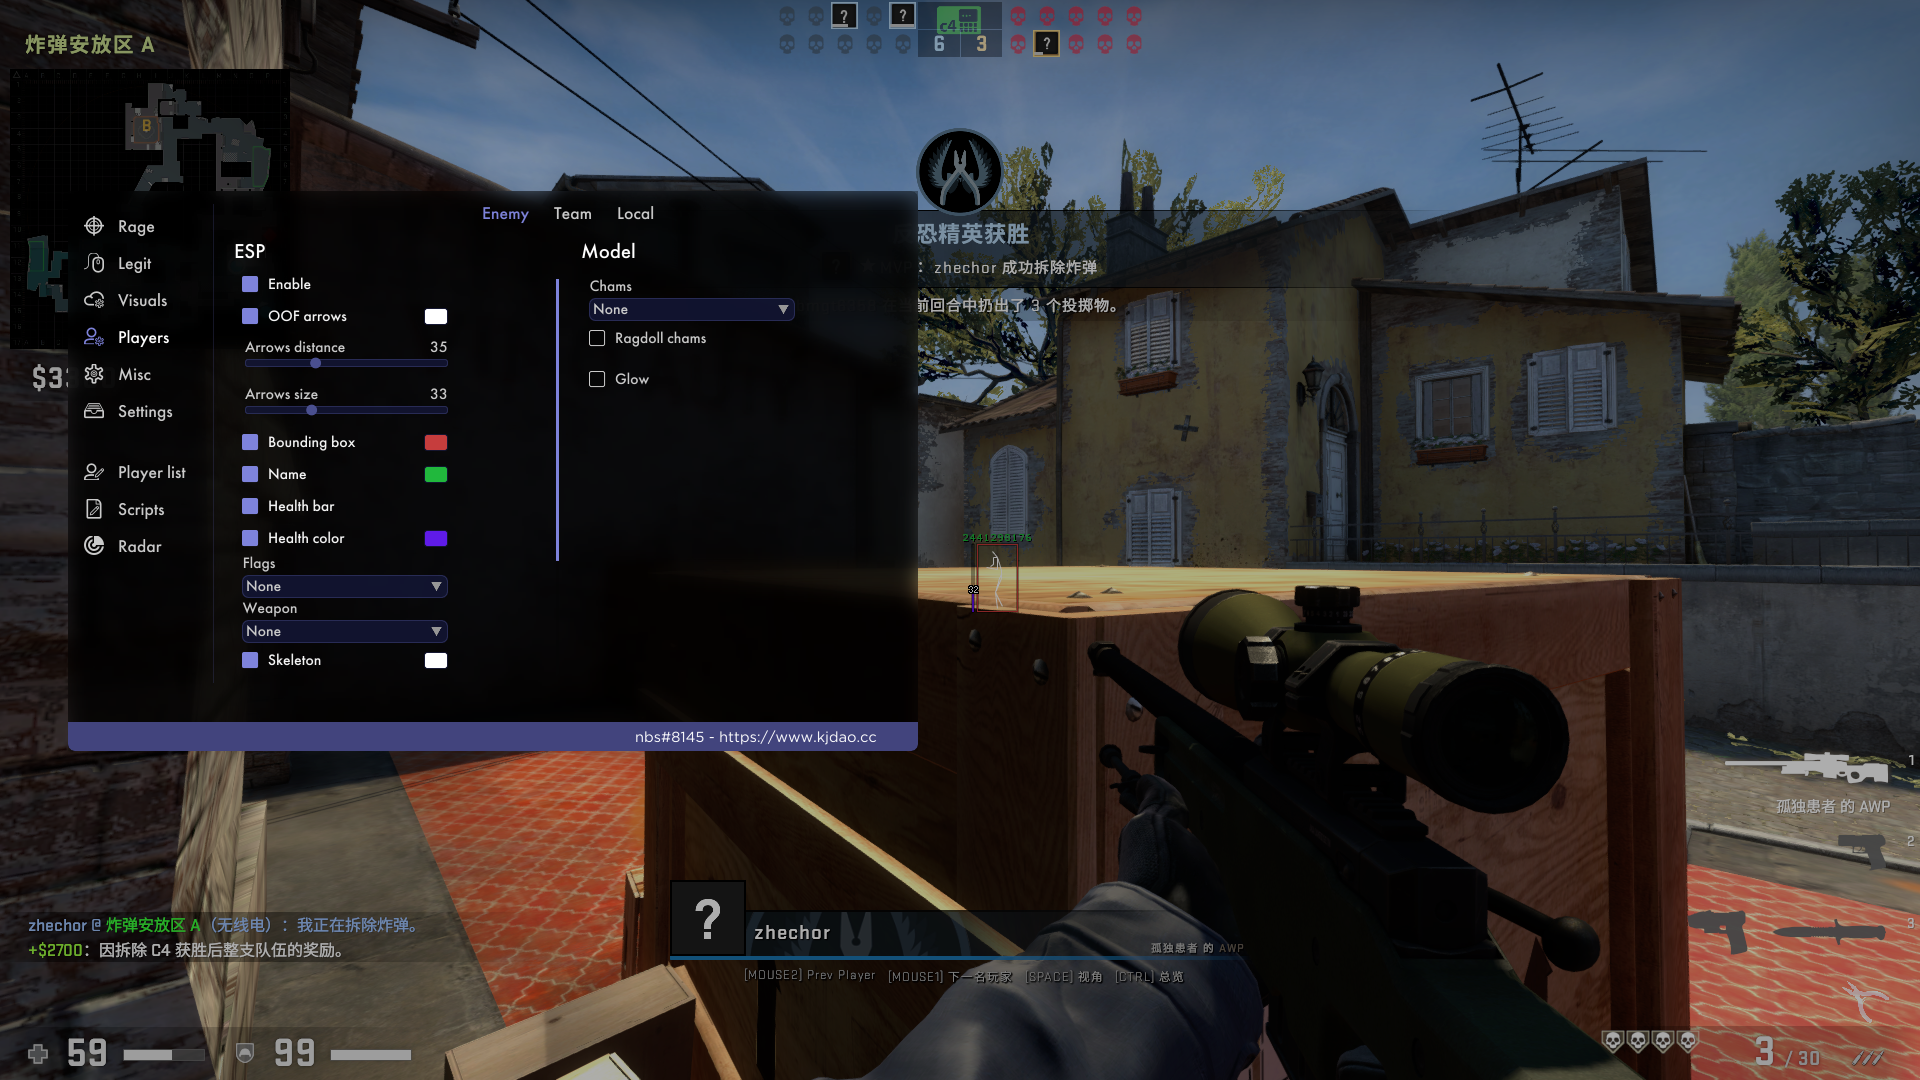 炸弹安放区 A
?
?
C4
6
3
?
B
$3
Rage
Legit
Visuals
Players
Misc
Settings
Player list
Scripts
Radar
Enemy
Team
Local
ESP
Enable
OOF arrows
Arrows distance
35
Arrows size
33
Bounding box
Name
Health bar
Health color
Flags
None
Weapon
None
Skeleton
Model
Chams
None
Ragdoll chams
Glow
nbs#8145 - https://www.kjdao.cc
恐精英获胜
: zhechor 成功拆除炸弹
前回合中扔出了 3 个投掷物。
2441299176
32
1
孤独患者 的 AWP
2
3
zhechor @ 炸弹安放区 A（无线电）：我正在拆除炸弹。
+$2700：因拆除 C4 获胜后整支队伍的奖励。
?
zhechor
孤独患者 的 AWP
[MOUSE2] Prev Player [MOUSE1] 下一名玩家 [SPACE] 视角 [CTRL] 总览
59
99
3 / 30